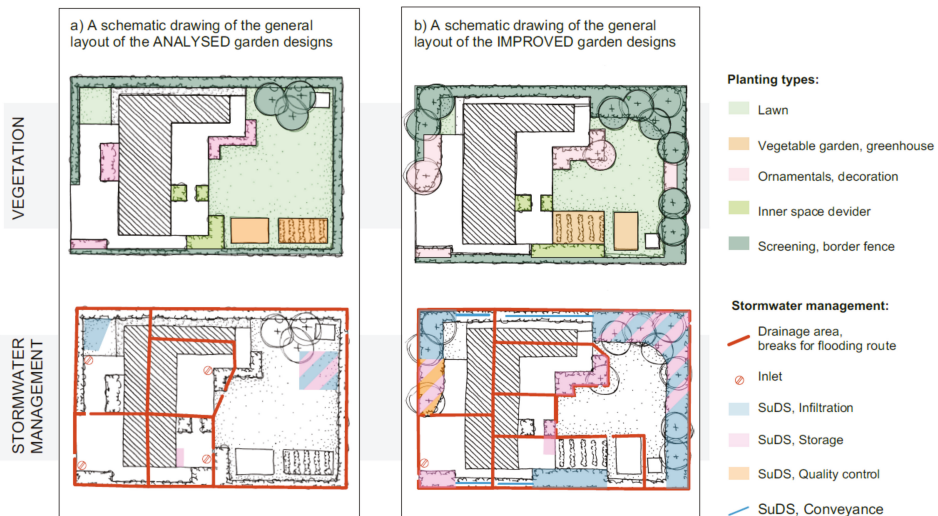 a) A schematic drawing of the general
layout of the ANALYSED garden designs
b) A schematic drawing of the general
layout of the IMPROVED garden designs
VEGETATION
Planting types:
Lawn
Vegetable garden, greenhouse
Ornamentals, decoration
Inner space devider
Screening, border fence
STORMWATER
MANAGEMENT
Stormwater management:
Drainage area,
breaks for flooding route
Inlet
SuDS, Infiltration
SuDS, Storage
SuDS, Quality control
SuDS, Conveyance